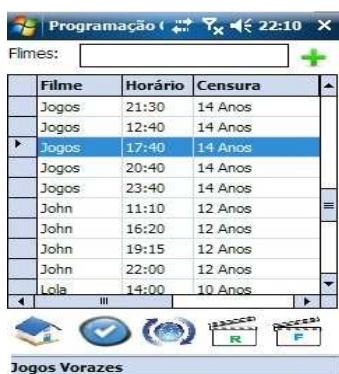 Programação ( 22:10
Flimes:
Filme Horário Censura
Jogos 21:30 14 Anos
Jogos 12:40 14 Anos
Jogos 17:40 14 Anos
Jogos 20:40 14 Anos
Jogos 23:40 14 Anos
John 11:10 12 Anos
John 16:20 12 Anos
John 19:15 12 Anos
John 22:00 12 Anos
Lola 14:00 10 Anos
R F
Jogos Vorazes